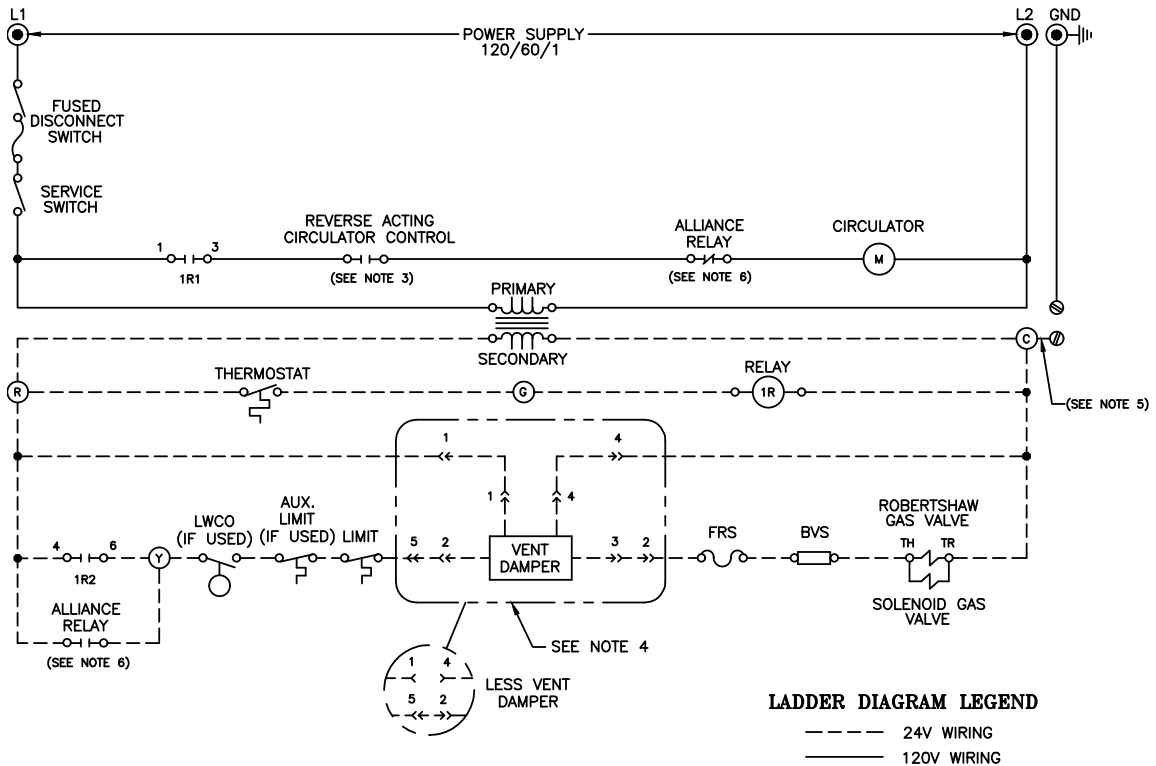 L1
L2 GND
POWER SUPPLY
120/60/1
FUSED
DISCONNECT
SWITCH
SERVICE
SWITCH
REVERSE ACTING
CIRCULATOR CONTROL
ALLIANCE
RELAY
CIRCULATOR
1 3
M
1R1
(SEE NOTE 3)
(SEE NOTE 6)
PRIMARY
SECONDARY
C
THERMOSTAT
RELAY
R
G
1R
(SEE NOTE 5)
1
4
1
4
LWCO
(IF USED)
AUX.
LIMIT
(IF USED)
LIMIT
FRS
BVS
ROBERTSHAW
GAS VALVE
TH TR
4 6
Y
5 2
VENT
DAMPER
3 2
1R2
SOLENOID GAS
VALVE
ALLIANCE
RELAY
(SEE NOTE 6)
SEE NOTE 4
1 4
5 2
LESS VENT
DAMPER
LADDER DIAGRAM LEGEND
24V WIRING
120V WIRING